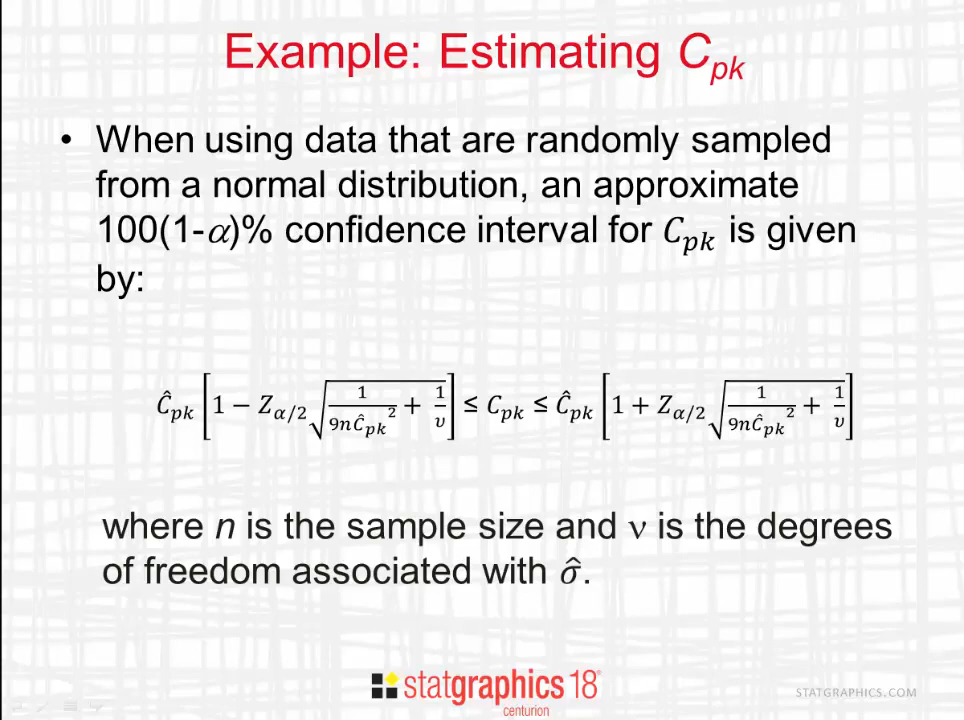 Example: Estimating Cpk
• When using data that are randomly sampled
from a normal distribution, an approximate
100(1-α)% confidence interval for Cpk is given
by:
Ĉpk [1 − Zα/2 √(1/(9nĈpk²) + 1/υ)] ≤ Cpk ≤ Ĉpk [1 + Zα/2 √(1/(9nĈpk²) + 1/υ)]
where n is the sample size and ν is the degrees
of freedom associated with σ̂.
statgraphics 18®
centurion
STATGRAPHICS.COM